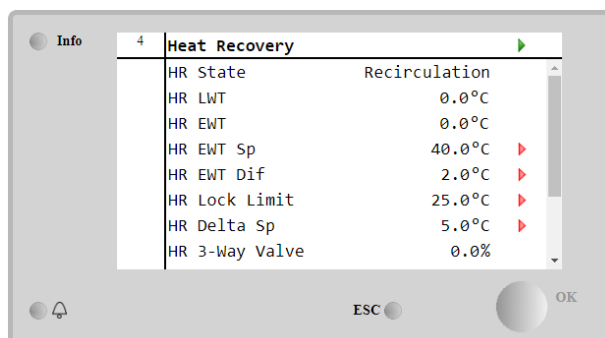 Info
4 Heat Recovery
HR State Recirculation
HR LWT 0.0°C
HR EWT 0.0°C
HR EWT Sp 40.0°C
HR EWT Dif 2.0°C
HR Lock Limit 25.0°C
HR Delta Sp 5.0°C
HR 3-Way Valve 0.0%
ESC
OK